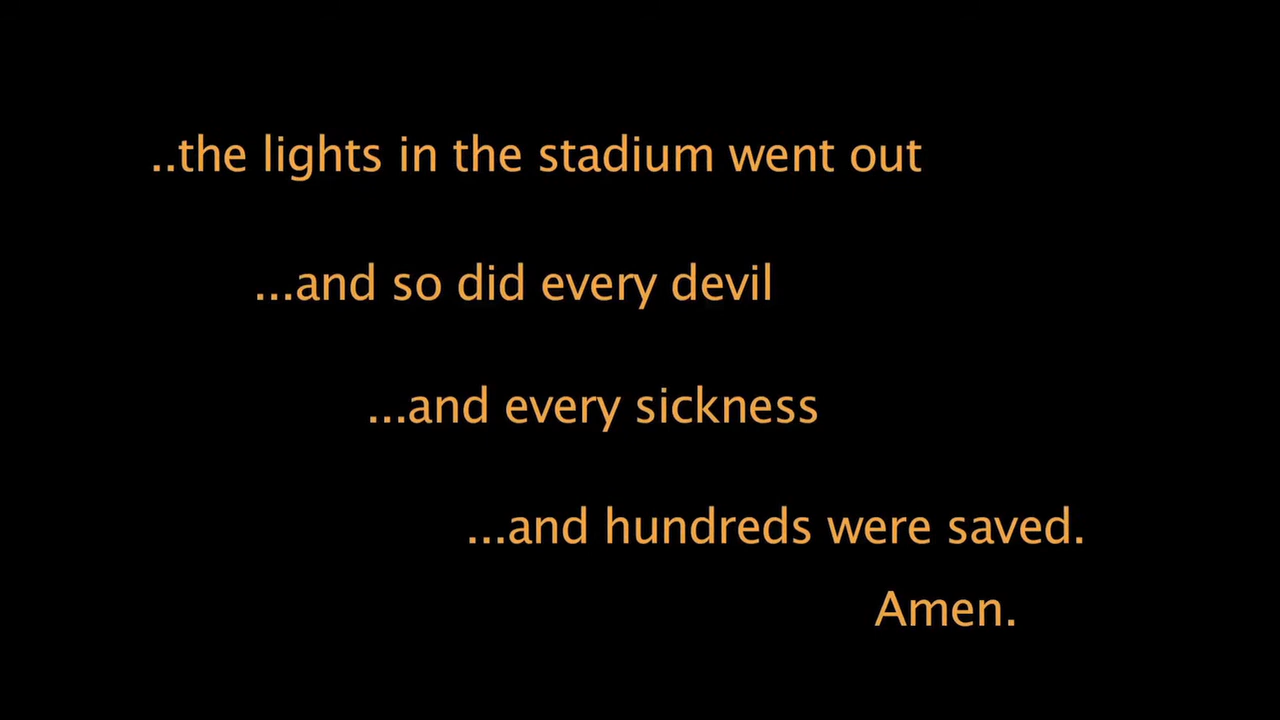 ..the lights in the stadium went out
...and so did every devil
...and every sickness
...and hundreds were saved.
Amen.